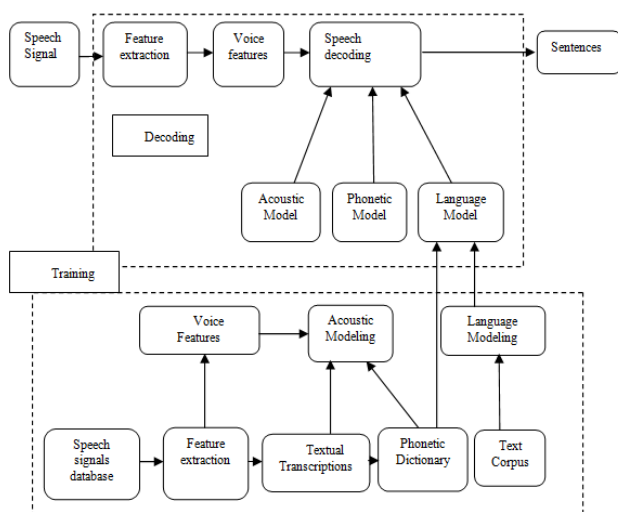 Speech
Signal
Feature
extraction
Voice
features
Speech
decoding
Sentences
Decoding
Acoustic
Model
Phonetic
Model
Language
Model
Training
Voice
Features
Acoustic
Modeling
Language
Modeling
Speech
signals
database
Feature
extraction
Textual
Transcriptions
Phonetic
Dictionary
Text
Corpus